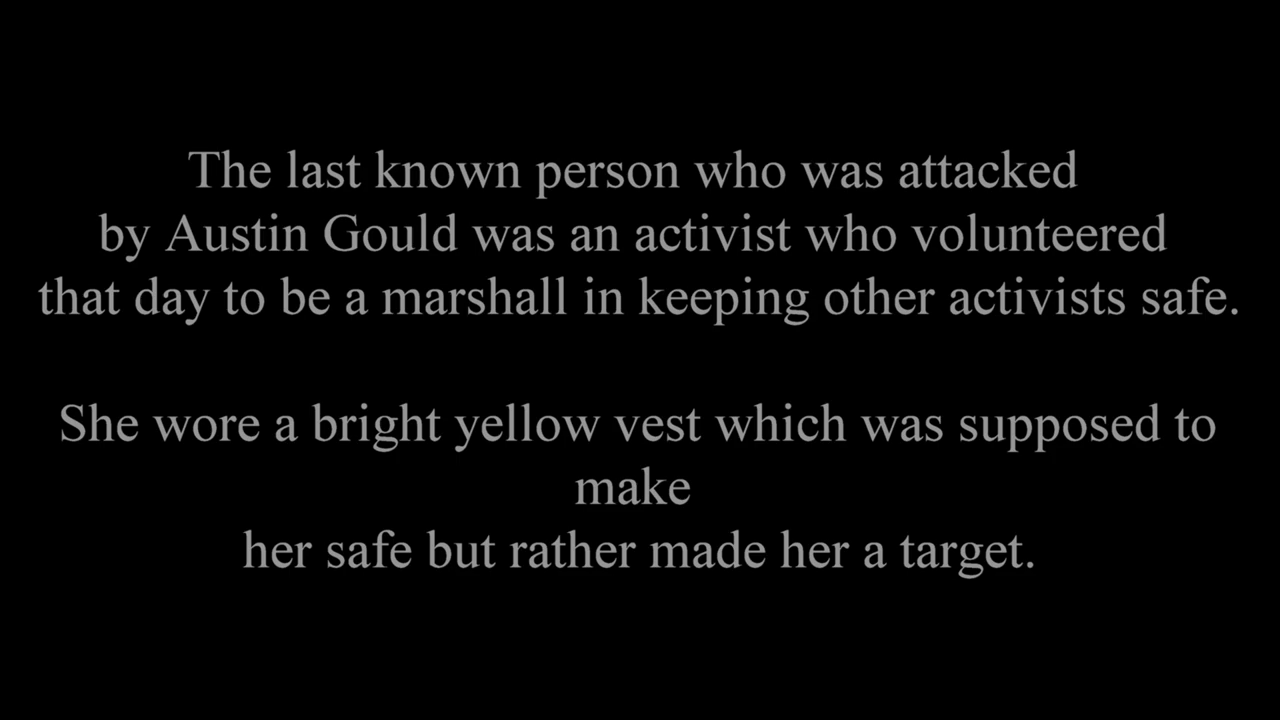 The last known person who was attacked
by Austin Gould was an activist who volunteered
that day to be a marshall in keeping other activists safe.
She wore a bright yellow vest which was supposed to
make
her safe but rather made her a target.